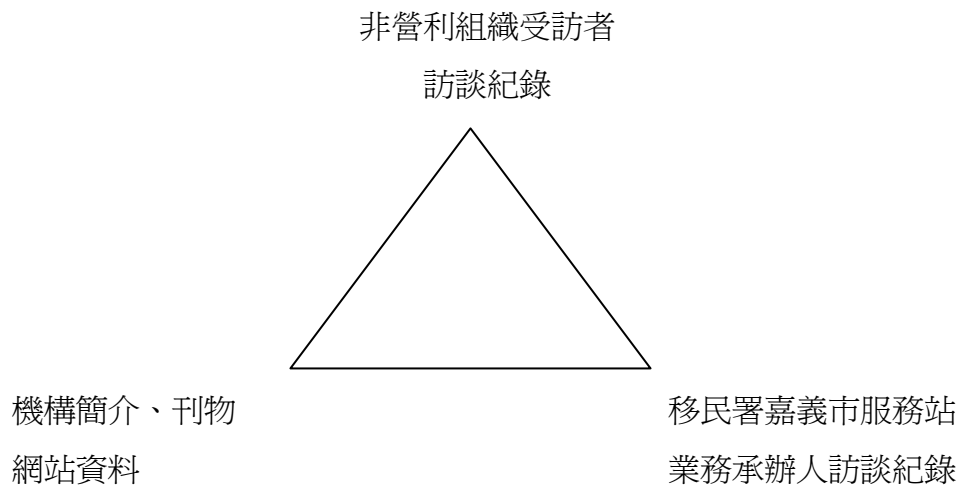 非營利組織受訪者
訪談紀錄
機構簡介、刊物
網站資料
移民署嘉義市服務站
業務承辦人訪談紀錄